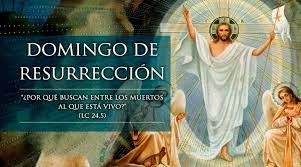 DOMINGO DE
RESURRECCIÓN
"¿POR QUÉ BUSCAN ENTRE LOS MUERTOS
AL QUE ESTÁ VIVO?"
(LC 24,5)